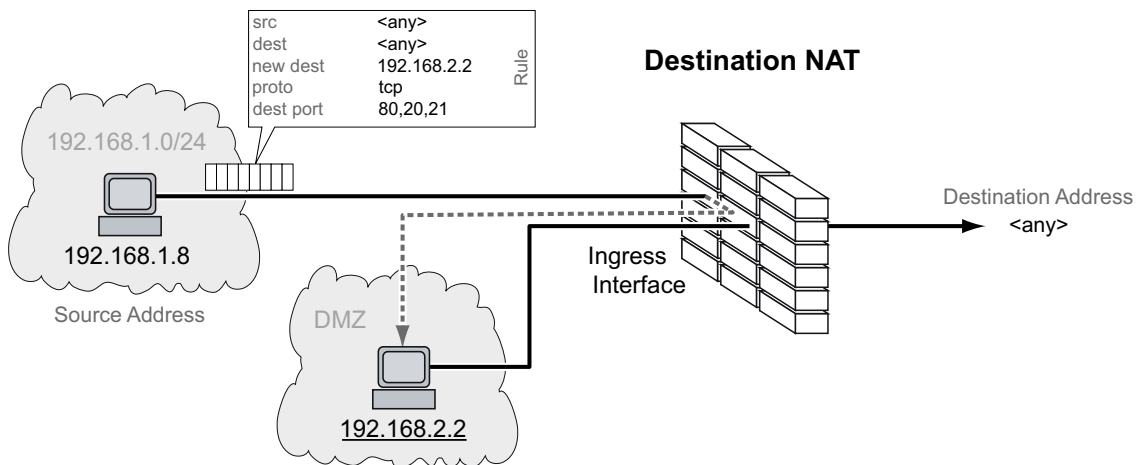 src <any>
dest <any>
new dest 192.168.2.2
proto tcp
dest port 80,20,21
Rule
Destination NAT
192.168.1.0/24
192.168.1.8
Source Address
Destination Address
<any>
Ingress
Interface
DMZ
192.168.2.2